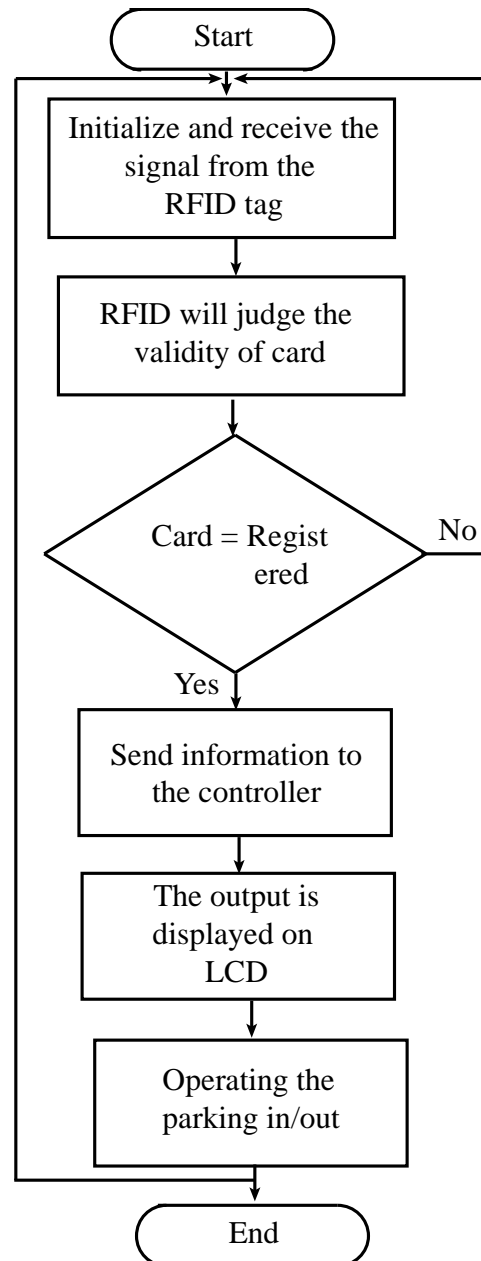 Start
Initialize and receive the
signal from the
RFID tag
RFID will judge the
validity of card
Card = Regist
ered
No
Yes
Send information to
the controller
The output is
displayed on
LCD
Operating the
parking in/out
End